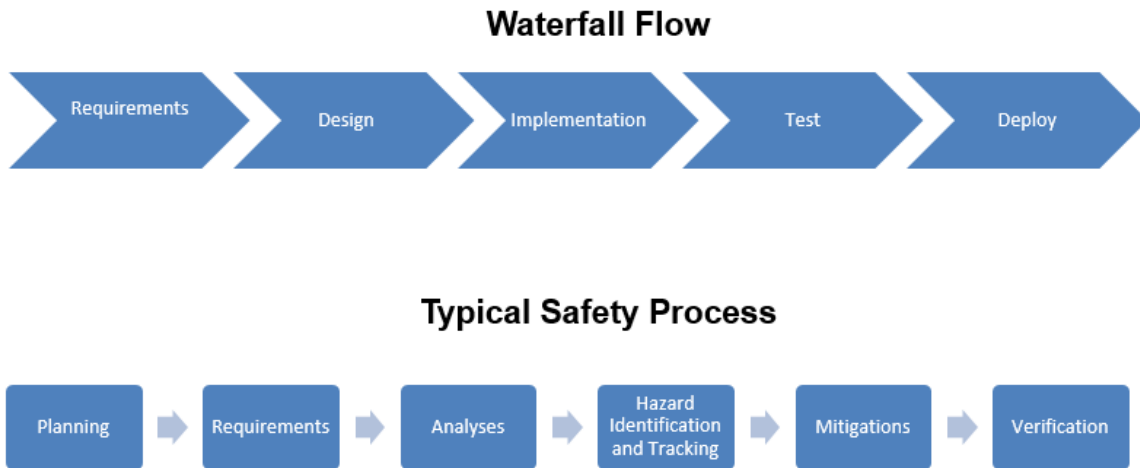 Waterfall Flow
Requirements
Design
Implementation
Test
Deploy
Typical Safety Process
Planning
Requirements
Analyses
Hazard
Identification
and Tracking
Mitigations
Verification